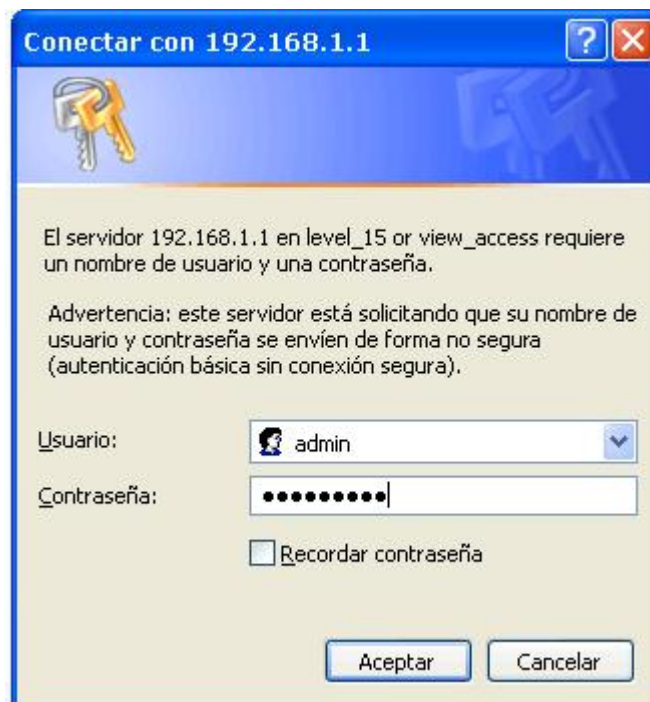 Conectar con 192.168.1.1
El servidor 192.168.1.1 en level_15 or view_access requiere
un nombre de usuario y una contraseña.
Advertencia: este servidor está solicitando que su nombre de
usuario y contraseña se envíen de forma no segura
(autenticación básica sin conexión segura).
Usuario:
admin
Contraseña:
•••••••••
Recordar contraseña
Aceptar
Cancelar